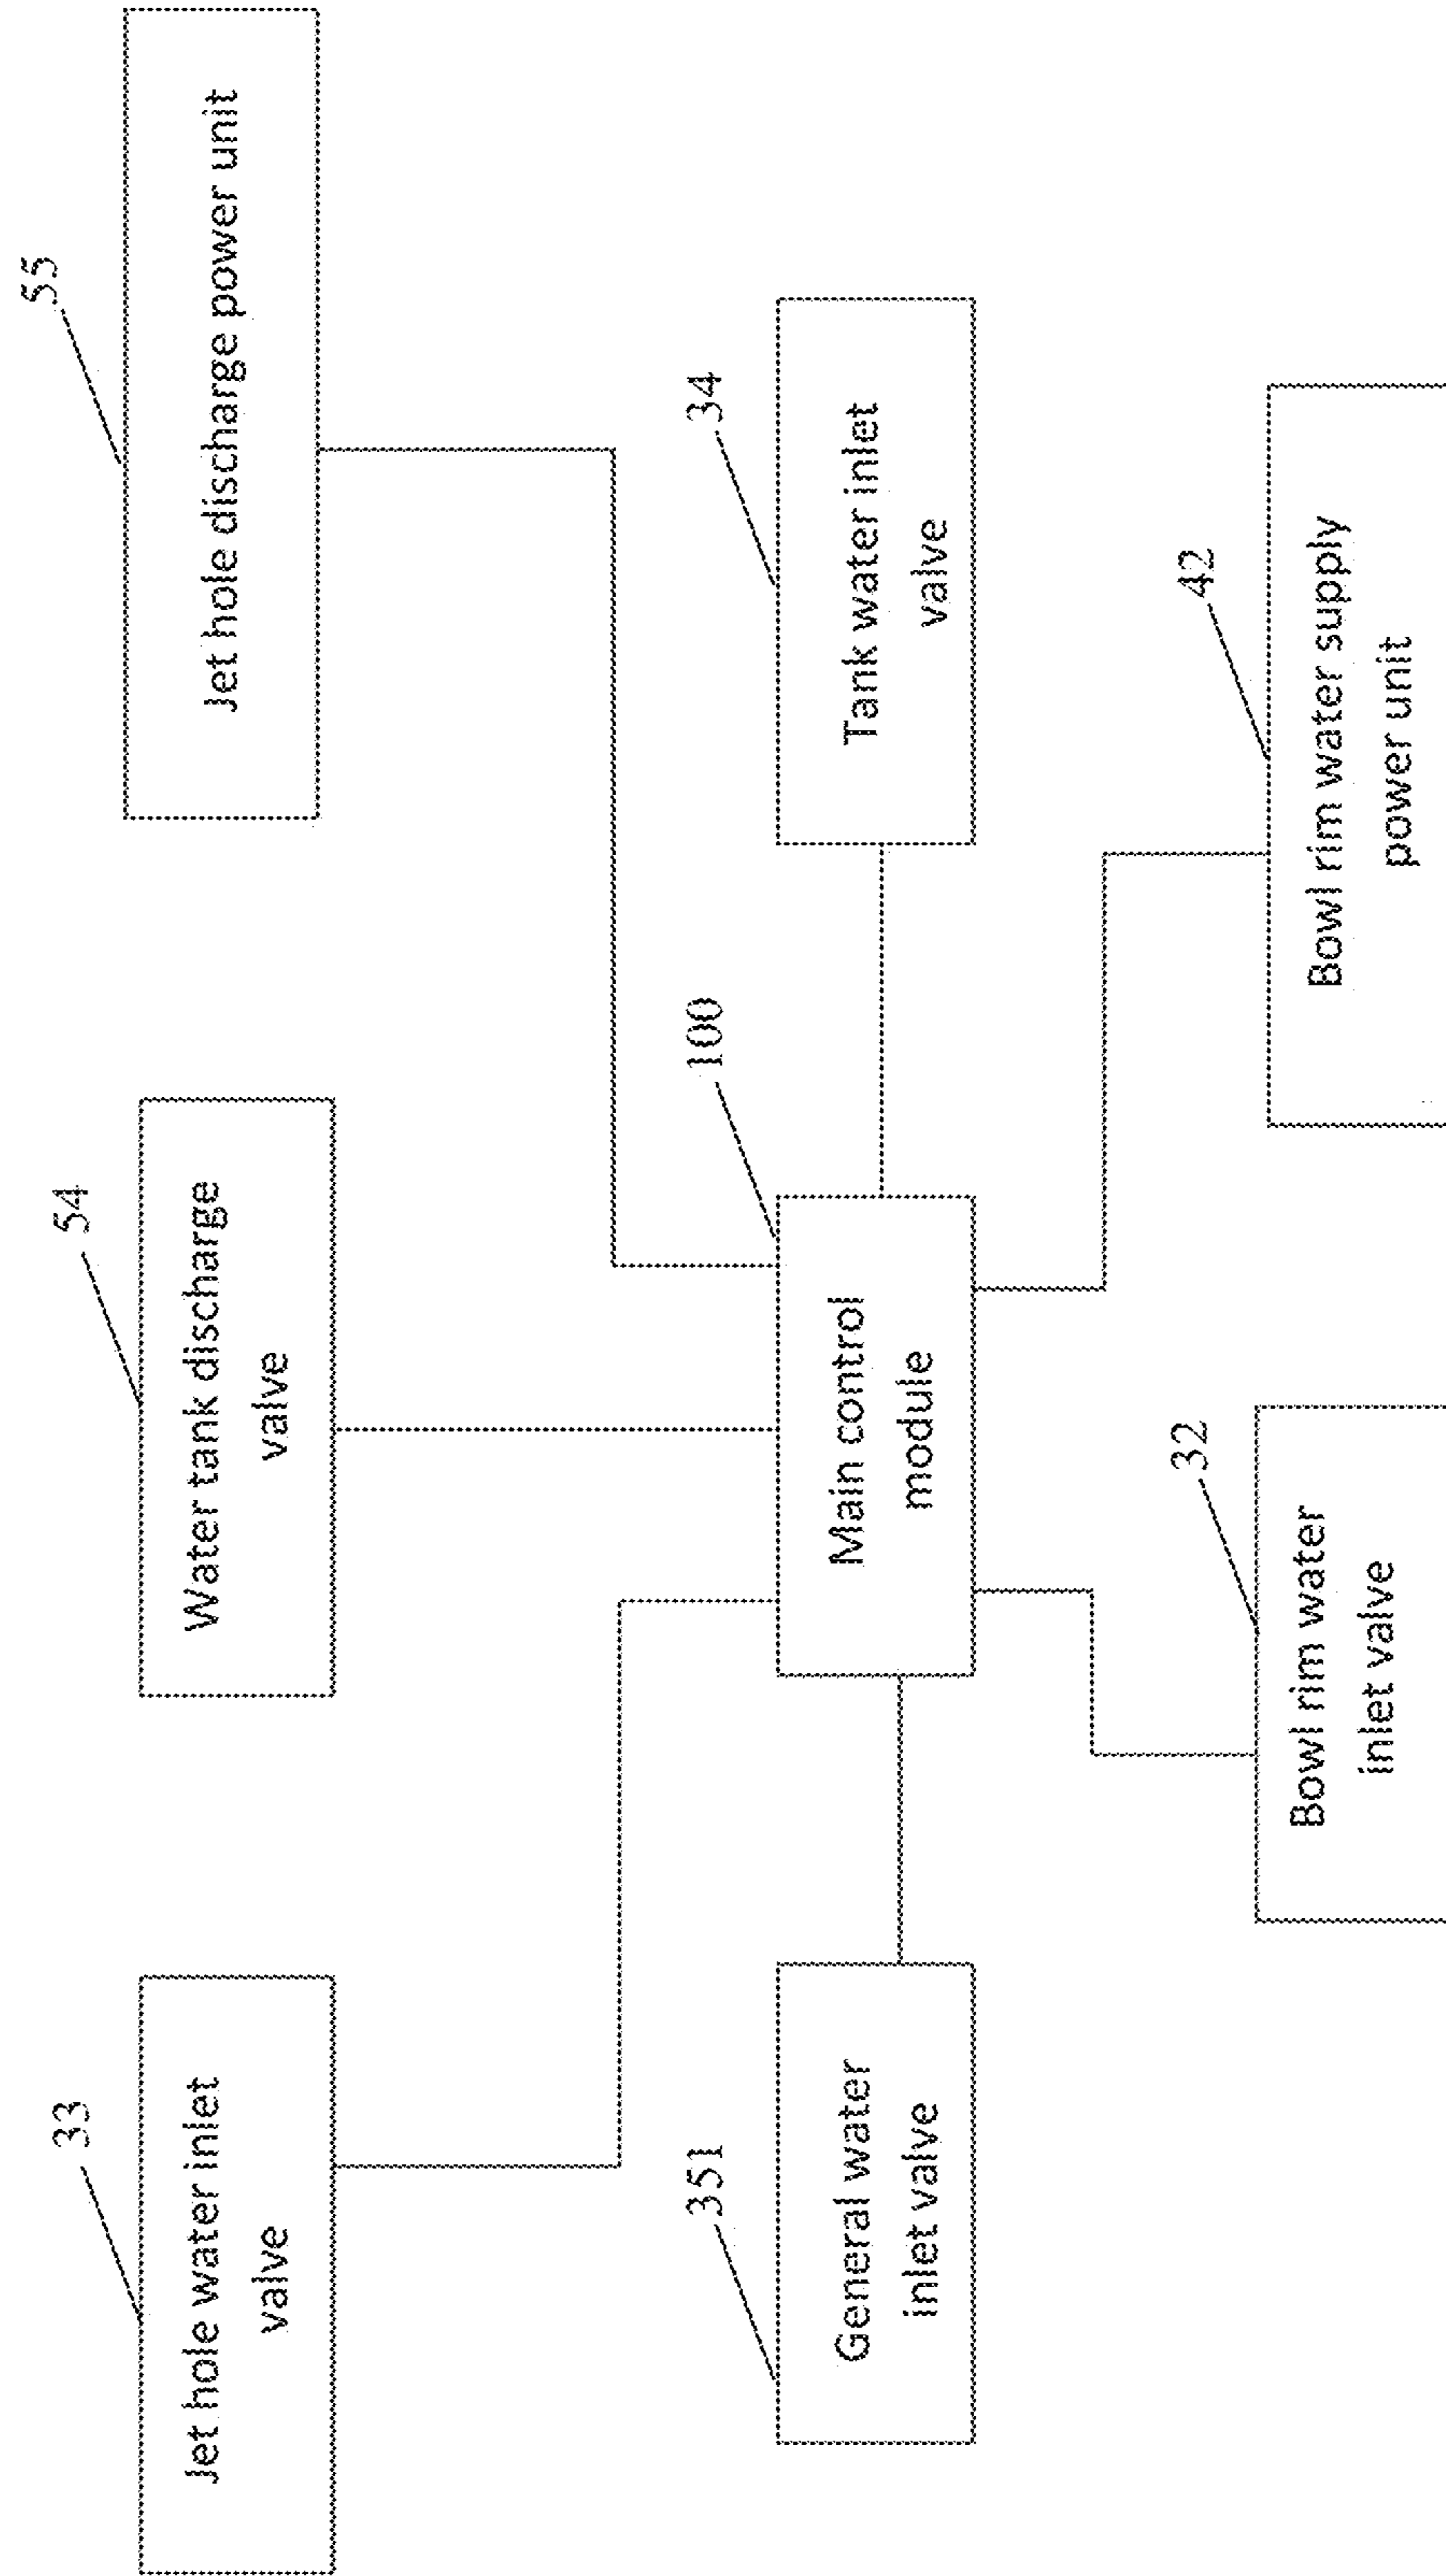 33
Jet hole water inlet
valve
54
Water tank discharge
valve
55
Jet hole discharge power unit
351
General water
inlet valve
100
Main control
module
34
Tank water inlet
valve
32
Bowl rim water
inlet valve
42
Bowl rim water supply
power unit